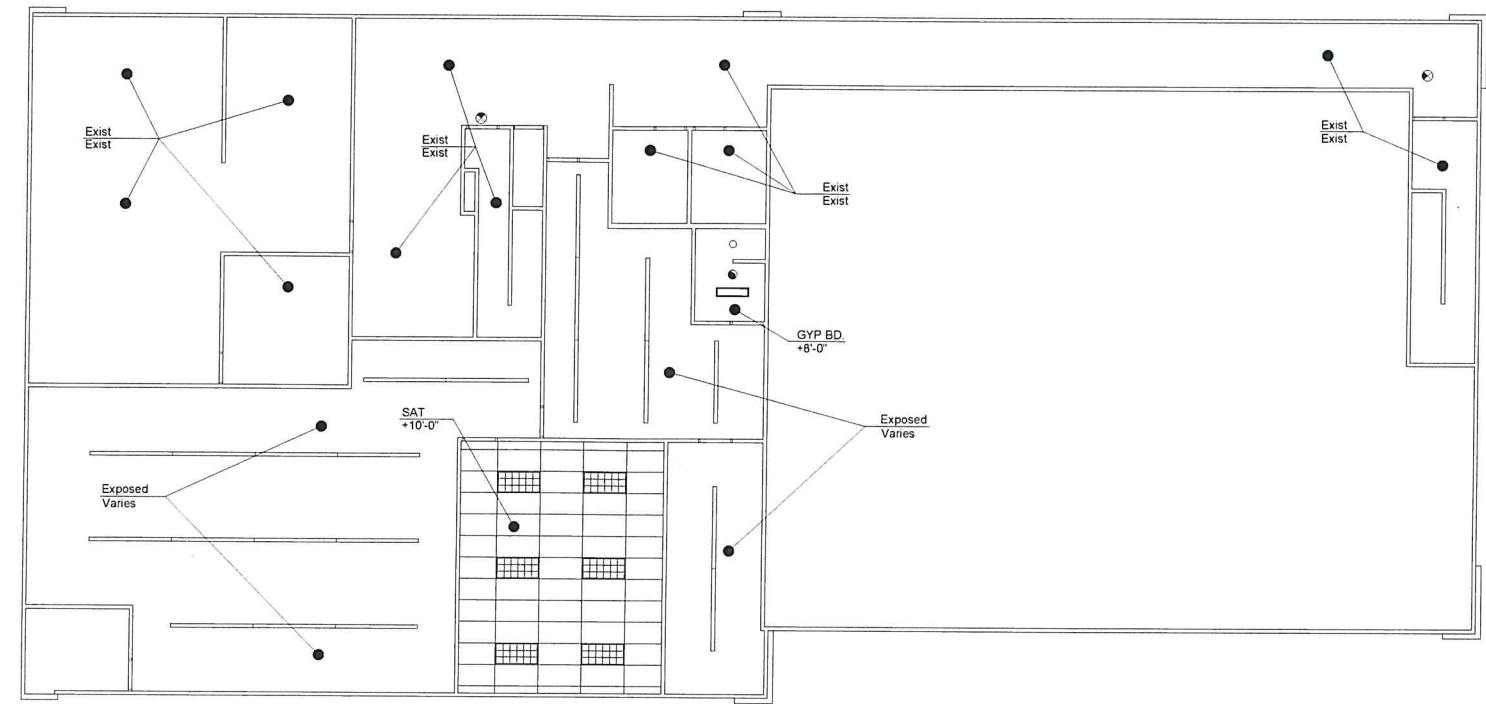 Exist
Exist
Exist
Exist
Exist
Exist
Exist
Exist
GYP BD.
+8'-0"
SAT
+10'-0"
Exposed
Varies
Exposed
Varies